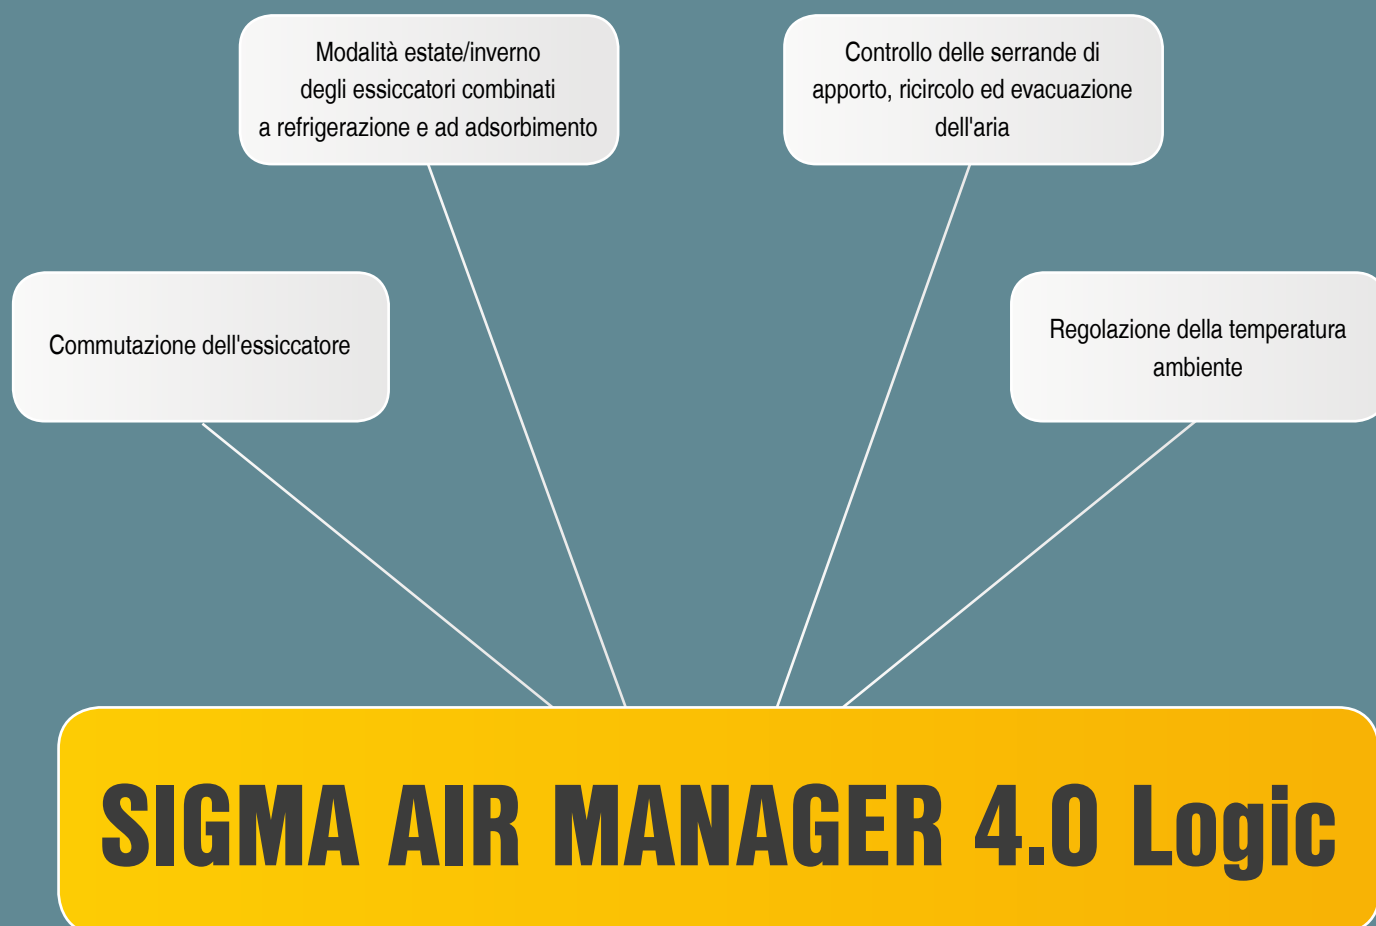 Modalità estate/inverno
degli essiccatori combinati
a refrigerazione e ad adsorbimento
Controllo delle serrande di
apporto, ricircolo ed evacuazione
dell'aria
Commutazione dell'essiccatore
Regolazione della temperatura
ambiente
SIGMA AIR MANAGER 4.0 Logic